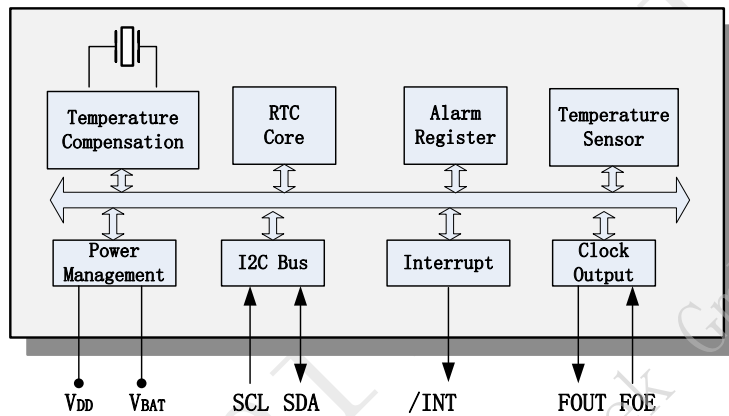 Temperature
Compensation
RTC
Core
Alarm
Register
Temperature
Sensor
Power
Management
I2C Bus
Interrupt
Clock
Output
VDD
VBAT
SCL
SDA
/INT
FOUT
FOE